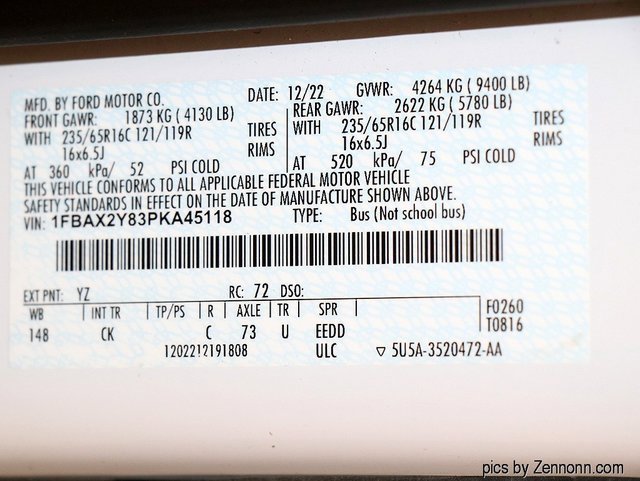 MFD. BY FORD MOTOR CO. DATE: 12/22 GVWR: 4264 KG ( 9400 LB)
FRONT GAWR: 1873 KG ( 4130 LB) REAR GAWR: 2622 KG ( 5780 LB)
WITH 235/65R16C 121/119R TIRES WITH 235/65R16C 121/119R TIRES
16x6.5J RIMS 16x6.5J RIMS
AT 360 kPa/ 52 PSI COLD AT 520 kPa/ 75 PSI COLD
THIS VEHICLE CONFORMS TO ALL APPLICABLE FEDERAL MOTOR VEHICLE
SAFETY STANDARDS IN EFFECT ON THE DATE OF MANUFACTURE SHOWN ABOVE.
VIN: 1FBAX2Y83PKA45118 TYPE: Bus (Not school bus)
EXT PNT: YZ RC: 72 DSO:
WB INT TR TP/PS R AXLE TR SPR F0260
148 CK C 73 U EEDD T0816
1202212191808 ULC ▽ 5U5A-3520472-AA
pics by Zennonn.com